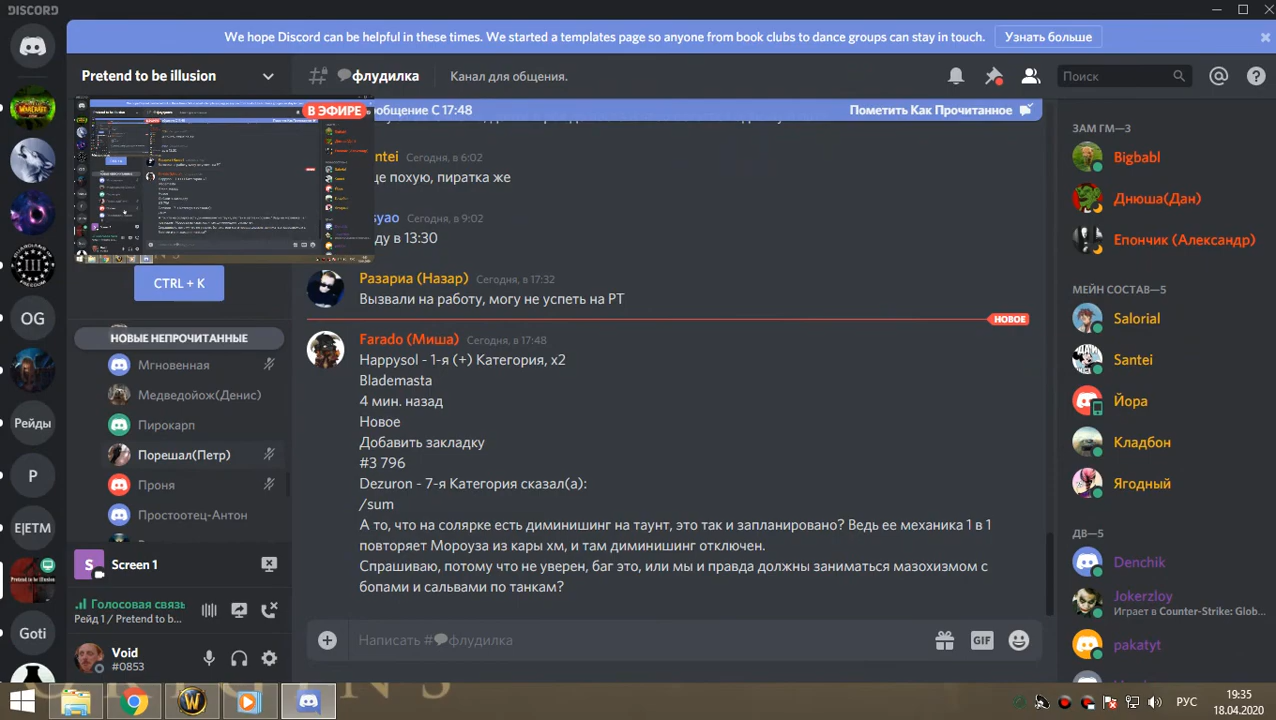 DISCORD
We hope Discord can be helpful in these times. We started a templates page so anyone from book clubs to dance groups can stay in touch.
Узнать больше
Pretend to be illusion
флудилка
Канал для общения.
Поиск
В ЭФИРЕ
ообщение С 17:48
Пометить Как Прочитанное
ntei Сегодня, в 6:02
це похую, пиратка же
syao Сегодня, в 9:02
ду в 13:30
Разариа (Назар) Сегодня, в 17:32
Вызвали на работу, могу не успеть на РТ
НОВОЕ
Farado (Миша) Сегодня, в 17:48
Happysol - 1-я (+) Категория, x2
Blademasta
4 мин. назад
Новое
Добавить закладку
#3 796
Dezuron - 7-я Категория сказал(а):
/sum
А то, что на солярке есть диминишинг на таунт, это так и запланировано? Ведь ее механика 1 в 1
повторяет Мороуза из кары хм, и там диминишинг отключен.
Спрашиваю, потому что не уверен, баг это, или мы и правда должны заниматься мазохизмом с
бопами и сальвами по танкам?
Написать #флудилка
GIF
CTRL + K
НОВЫЕ НЕПРОЧИТАННЫЕ
Мгновенная
Медведойож(Денис)
Пирокарп
Порешал(Петр)
Проня
Простоотец-Антон
S
Screen 1
Голосовая связь
Рейд 1 / Pretend to b...
Void
#0853
OG
Рейды
P
E|ETM
Pretend to be illusion
Goti
ЗАМ ГМ—3
Bigbabl
Днюша(Дан)
Епончик (Александр)
МЕЙН СОСТАВ—5
Salorial
Santei
Йора
Кладбон
Ягодный
ДВ—5
Denchik
Jokerzloy
Играет в Counter-Strike: Glob...
pakatyt
РУС
19:35
18.04.2020